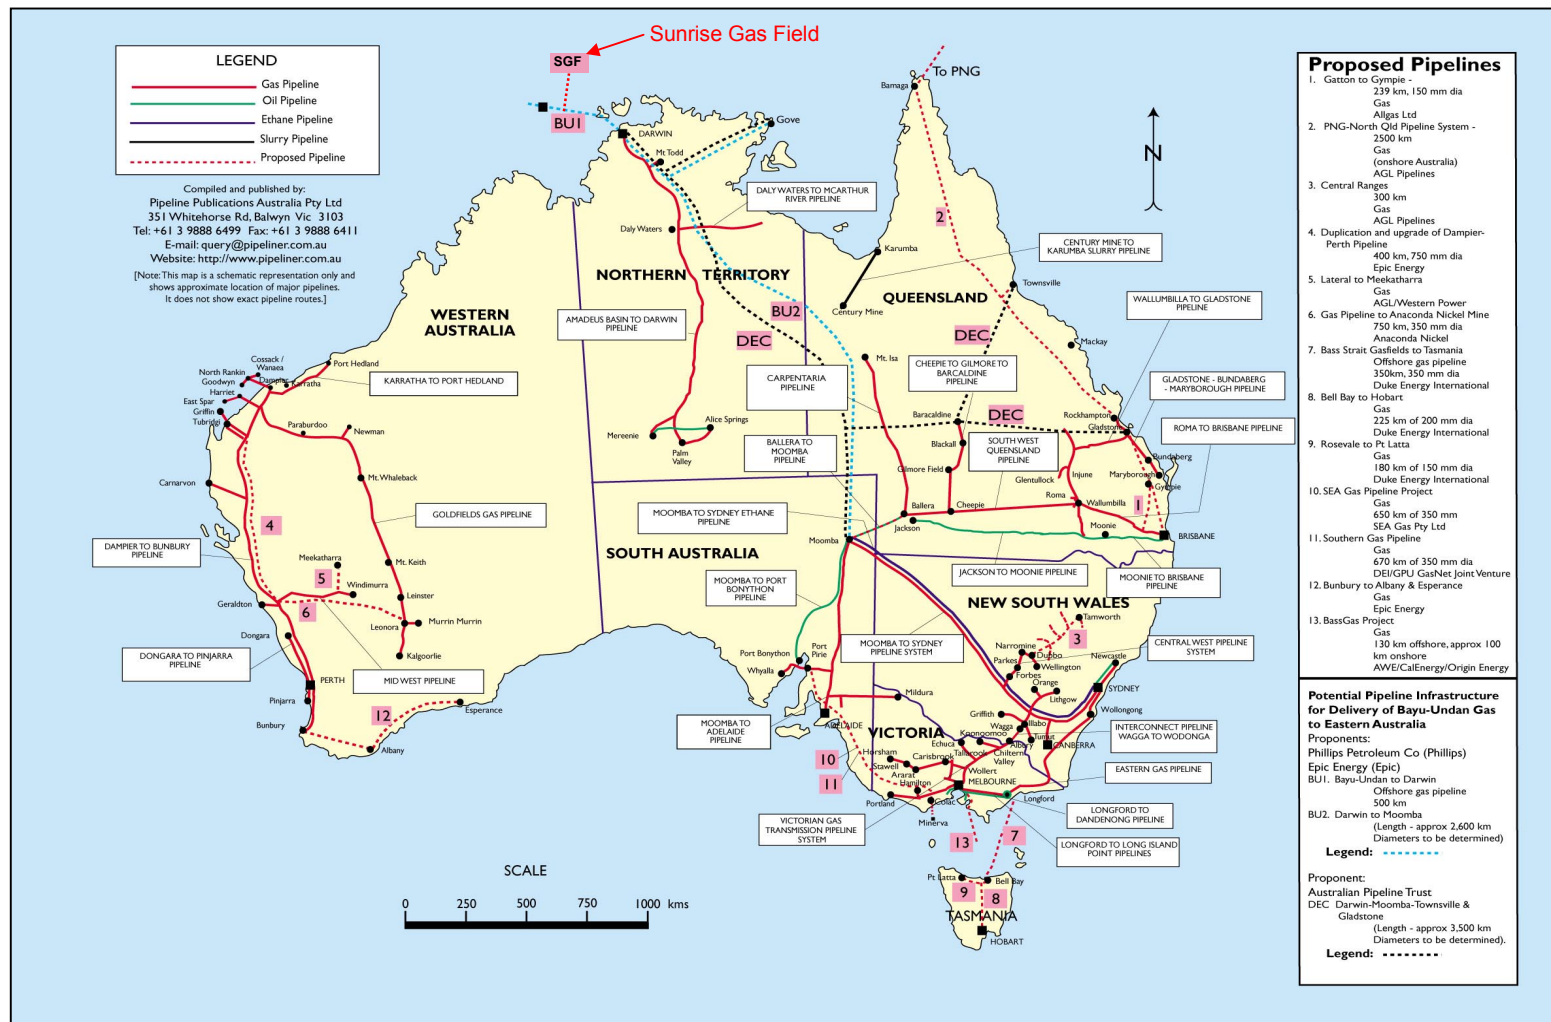 Sunrise Gas Field
SGF
BU1
To PNG
Bamaga
LEGEND
Gas Pipeline
Oil Pipeline
Ethane Pipeline
Slurry Pipeline
Proposed Pipeline
Compiled and published by:
Pipeline Publications Australia Pty Ltd
351 Whitehorse Rd, Balwyn Vic 3103
Tel: +61 3 9888 6499 Fax: +61 3 9888 6411
E-mail: query@pipeliner.com.au
Website: http://www.pipeliner.com.au
[Note: This map is a schematic representation only and
shows approximate location of major pipelines.
It does not show exact pipeline routes.]
DARWIN
Gove
Mt Todd
N
DALY WATERS TO MCARTHUR
RIVER PIPELINE
Daly Waters
2
Karumba
CENTURY MINE TO
KARUMBA SLURRY PIPELINE
NORTHERN TERRITORY
QUEENSLAND
Townsville
Century Mine
WALLUMBILLA TO GLADSTONE
PIPELINE
WESTERN
AUSTRALIA
AMADEUS BASIN TO DARWIN
PIPELINE
BU2
DEC
DEC
Mackay
Mt. Isa
CHEEPIE TO GILMORE TO
BARCALDINE
PIPELINE
CARPENTARIA
PIPELINE
GLADSTONE - BUNDABERG
- MARYBOROUGH PIPELINE
Cossack /
Wanaea
North Rankin
Goodwyn
Dampier
Karratha
Port Hedland
KARRATHA TO PORT HEDLAND
Harriet
East Spar
Griffin
Tubridgi
Paraburdoo
Newman
Alice Springs
Mereenie
Palm
Valley
BALLERA TO
MOOMBA
PIPELINE
Baracaldine
DEC
Rockhampton
Gladstone
ROMA TO BRISBANE PIPELINE
Blackall
SOUTH WEST
QUEENSLAND
PIPELINE
Bundaberg
Maryborough
Gympie
Gilmore Field
Injune
Glentullock
Roma
Wallumbilla
1
Mt. Whaleback
Carnarvon
4
GOLDFIELDS GAS PIPELINE
MOOMBA TO SYDNEY ETHANE
PIPELINE
Ballera
Jackson
Cheepie
Moonie
BRISBANE
DAMPIER TO BUNBURY
PIPELINE
Moomba
SOUTH AUSTRALIA
JACKSON TO MOONIE PIPELINE
MOONIE TO BRISBANE
PIPELINE
Meekatharra
5
Mt. Keith
Windimurra
Leinster
Geraldton
6
Leonora
Murrin Murrin
Dongara
Kalgoorlie
DONGARA TO PINJARRA
PIPELINE
MID WEST PIPELINE
PERTH
Pinjarra
Bunbury
12
Esperance
Albany
MOOMBA TO PORT
BONYTHON
PIPELINE
NEW SOUTH WALES
MOOMBA TO SYDNEY
PIPELINE SYSTEM
Tamworth
3
CENTRAL WEST PIPELINE
SYSTEM
Narromine
Dubbo
Parkes
Wellington
Forbes
Newcastle
Orange
Lithgow
SYDNEY
Wollongong
Port Bonython
Port
Pirie
Whyalla
Mildura
ADELAIDE
MOOMBA TO
ADELAIDE
PIPELINE
VICTORIA
Griffith
Wagga
Illabo
Tumut
INTERCONNECT PIPELINE
WAGGA TO WODONGA
Koonoomoo
Echuca
Albury
CANBERRA
10
Horsham
Carisbrook
Tallarook
Chiltern
Valley
Stawell
Ararat
Wollert
11
Hamilton
MELBOURNE
EASTERN GAS PIPELINE
Portland
Colac
Longford
Minerva
LONGFORD TO
DANDENONG PIPELINE
VICTORIAN GAS
TRANSMISSION PIPELINE
SYSTEM
13
7
LONGFORD TO LONG ISLAND
POINT PIPELINES
Pt Latta
Bell Bay
9
8
TASMANIA
HOBART
SCALE
0 250 500 750 1000 kms
Proposed Pipelines
1. Gatton to Gympie -
239 km, 150 mm dia
Gas
Allgas Ltd
2. PNG-North Qld Pipeline System -
2500 km
Gas
(onshore Australia)
AGL Pipelines
3. Central Ranges
300 km
Gas
AGL Pipelines
4. Duplication and upgrade of Dampier-
Perth Pipeline
400 km, 750 mm dia
Epic Energy
5. Lateral to Meekatharra
Gas
AGL/Western Power
6. Gas Pipeline to Anaconda Nickel Mine
750 km, 350 mm dia
Anaconda Nickel
7. Bass Strait Gasfields to Tasmania
Offshore gas pipeline
350km, 350 mm dia
Duke Energy International
8. Bell Bay to Hobart
Gas
225 km of 200 mm dia
Duke Energy International
9. Rosevale to Pt Latta
Gas
180 km of 150 mm dia
Duke Energy International
10. SEA Gas Pipeline Project
Gas
650 km of 350 mm
SEA Gas Pty Ltd
11. Southern Gas Pipeline
Gas
670 km of 350 mm dia
DEI/GPU GasNet Joint Venture
12. Bunbury to Albany & Esperance
Gas
Epic Energy
13. BassGas Project
Gas
130 km offshore, approx 100
km onshore
AWE/CalEnergy/Origin Energy
Potential Pipeline Infrastructure
for Delivery of Bayu-Undan Gas
to Eastern Australia
Proponents:
Phillips Petroleum Co (Phillips)
Epic Energy (Epic)
BU1. Bayu-Undan to Darwin
Offshore gas pipeline
500 km
BU2. Darwin to Moomba
(Length - approx 2,600 km
Diameters to be determined)
Legend:
Proponent:
Australian Pipeline Trust
DEC Darwin-Moomba-Townsville &
Gladstone
(Length - approx 3,500 km
Diameters to be determined).
Legend: